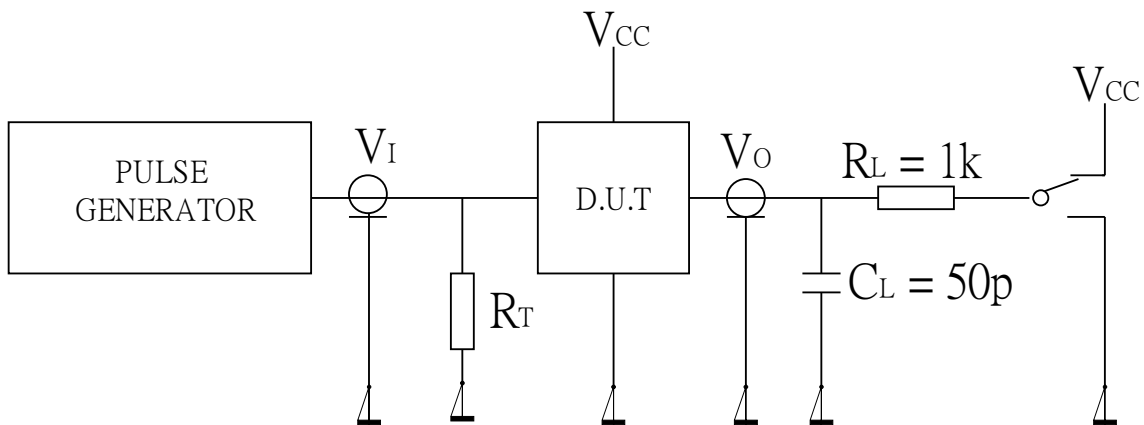 VCC
VCC
PULSE
GENERATOR
VI
D.U.T
VO
RL = 1k
RT
CL = 50p